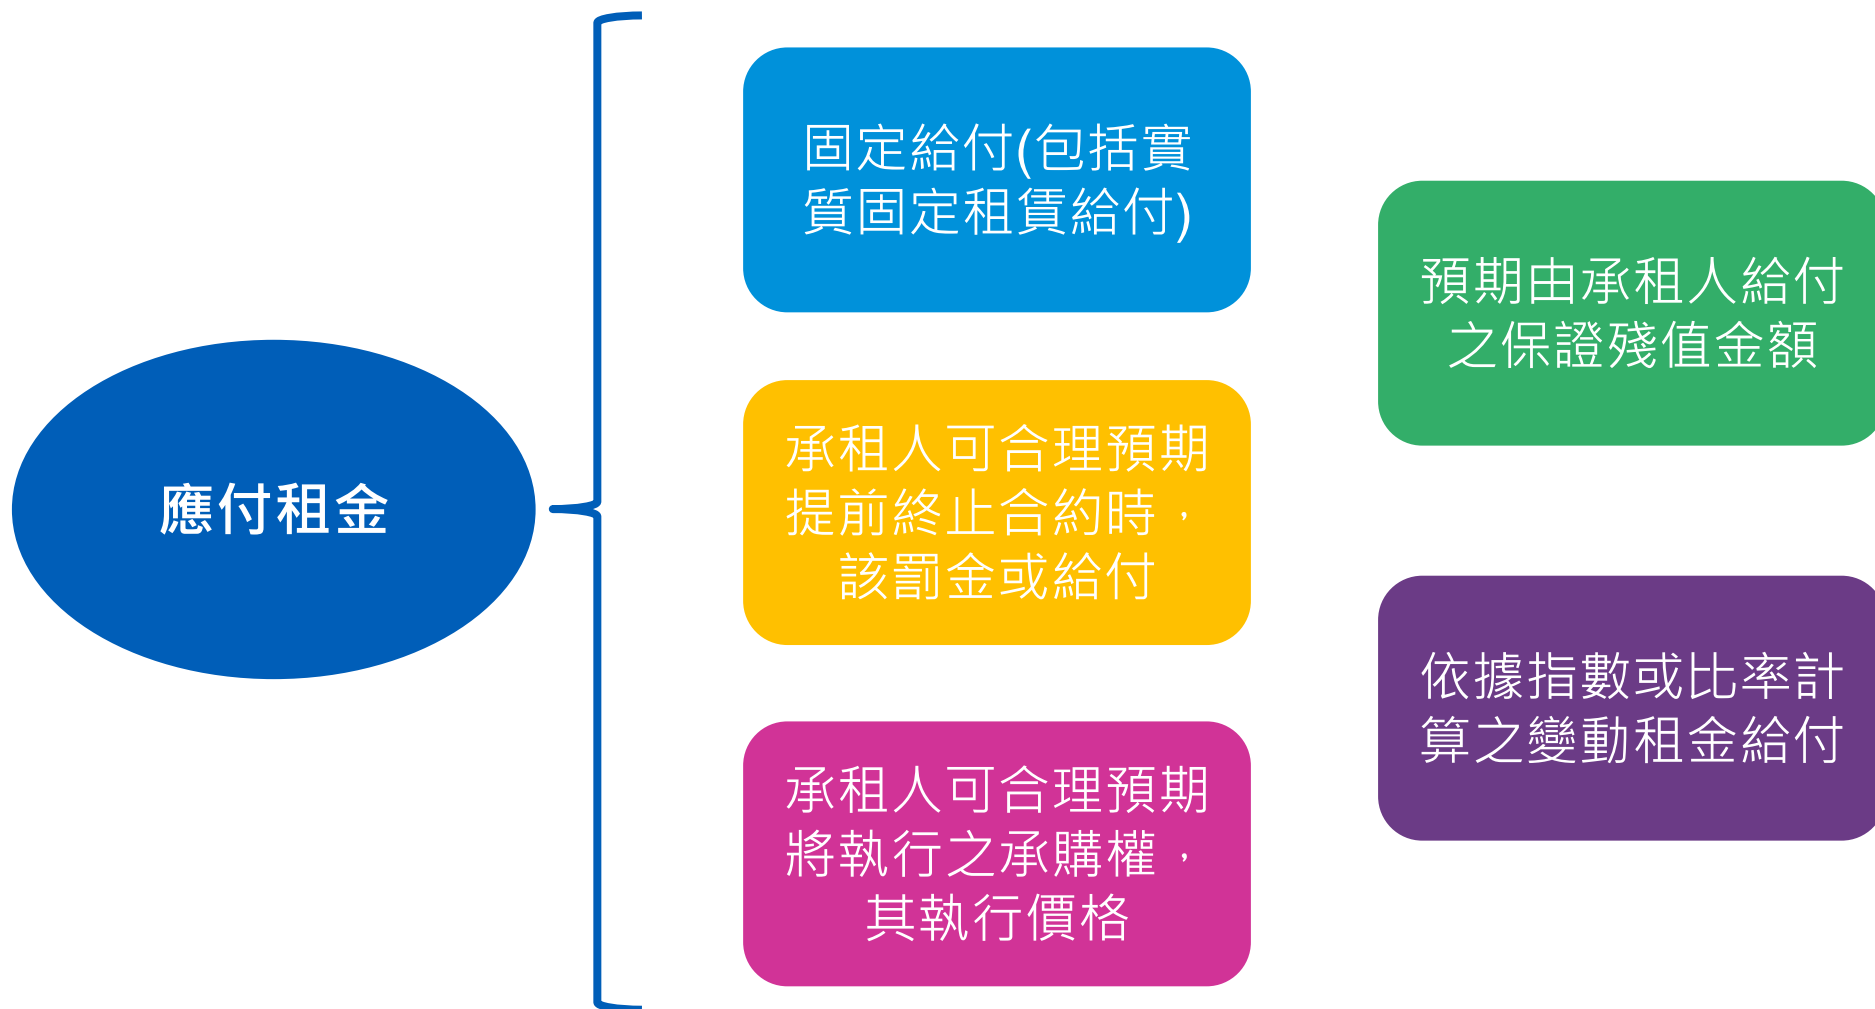 應付租金
固定給付(包括實
質固定租賃給付)
承租人可合理預期
提前終止合約時，
該罰金或給付
承租人可合理預期
將執行之承購權，
其執行價格
預期由承租人給付
之保證殘值金額
依據指數或比率計
算之變動租金給付